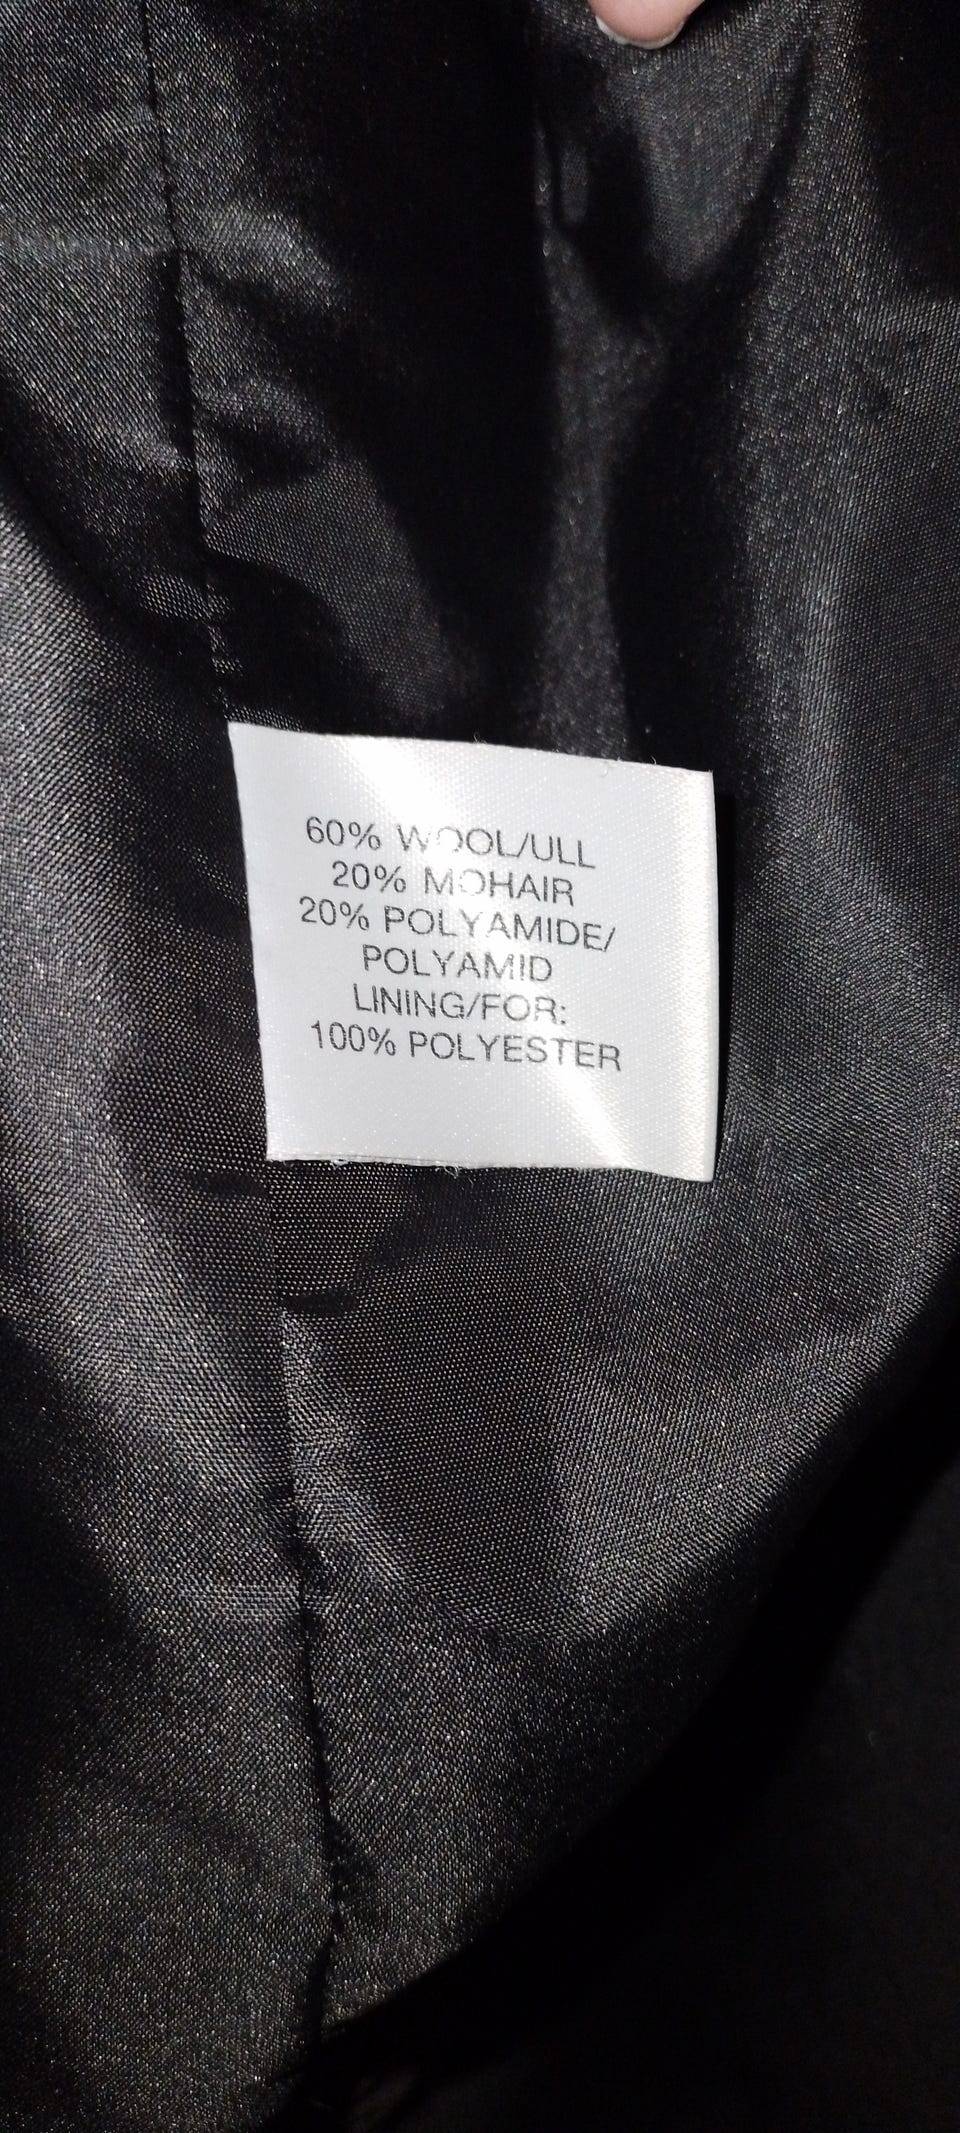 60% WOOL/ULL
20% MOHAIR
20% POLYAMIDE/
POLYAMID
LINING/FOR:
100% POLYESTER